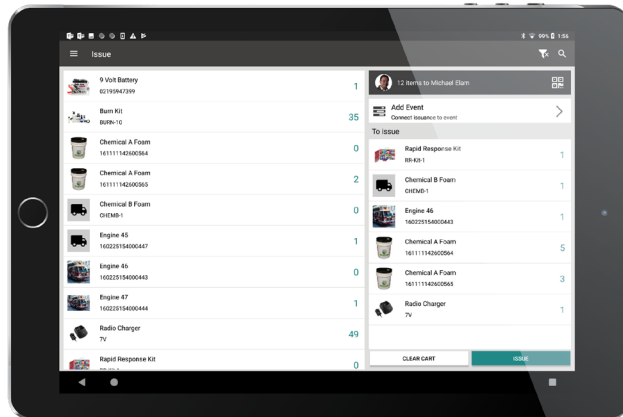 99% 1:56
Issue
9 Volt Battery
02195947399
1
Burn Kit
BURN-10
35
Chemical A Foam
161111142600564
0
Chemical A Foam
161111142600565
2
Chemical B Foam
CHEMB-1
0
Engine 45
160225154000447
1
Engine 46
160225154000443
0
Engine 47
160225154000444
1
Radio Charger
7V
49
Rapid Response Kit
0
12 items to Michael Elam
Add Event
Connect issuance to event
To Issue
Rapid Response Kit
RR-Kit-1
1
Chemical B Foam
CHEMB-1
1
Engine 46
160225154000443
1
Chemical A Foam
161111142600564
5
Chemical A Foam
161111142600565
3
Radio Charger
7V
1
CLEAR CART
ISSUE